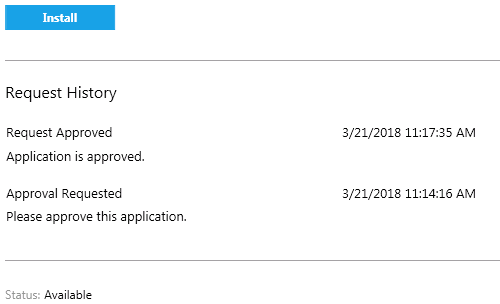 Install
Request History
Request Approved 3/21/2018 11:17:35 AM
Application is approved.
Approval Requested 3/21/2018 11:14:16 AM
Please approve this application.
Status: Available